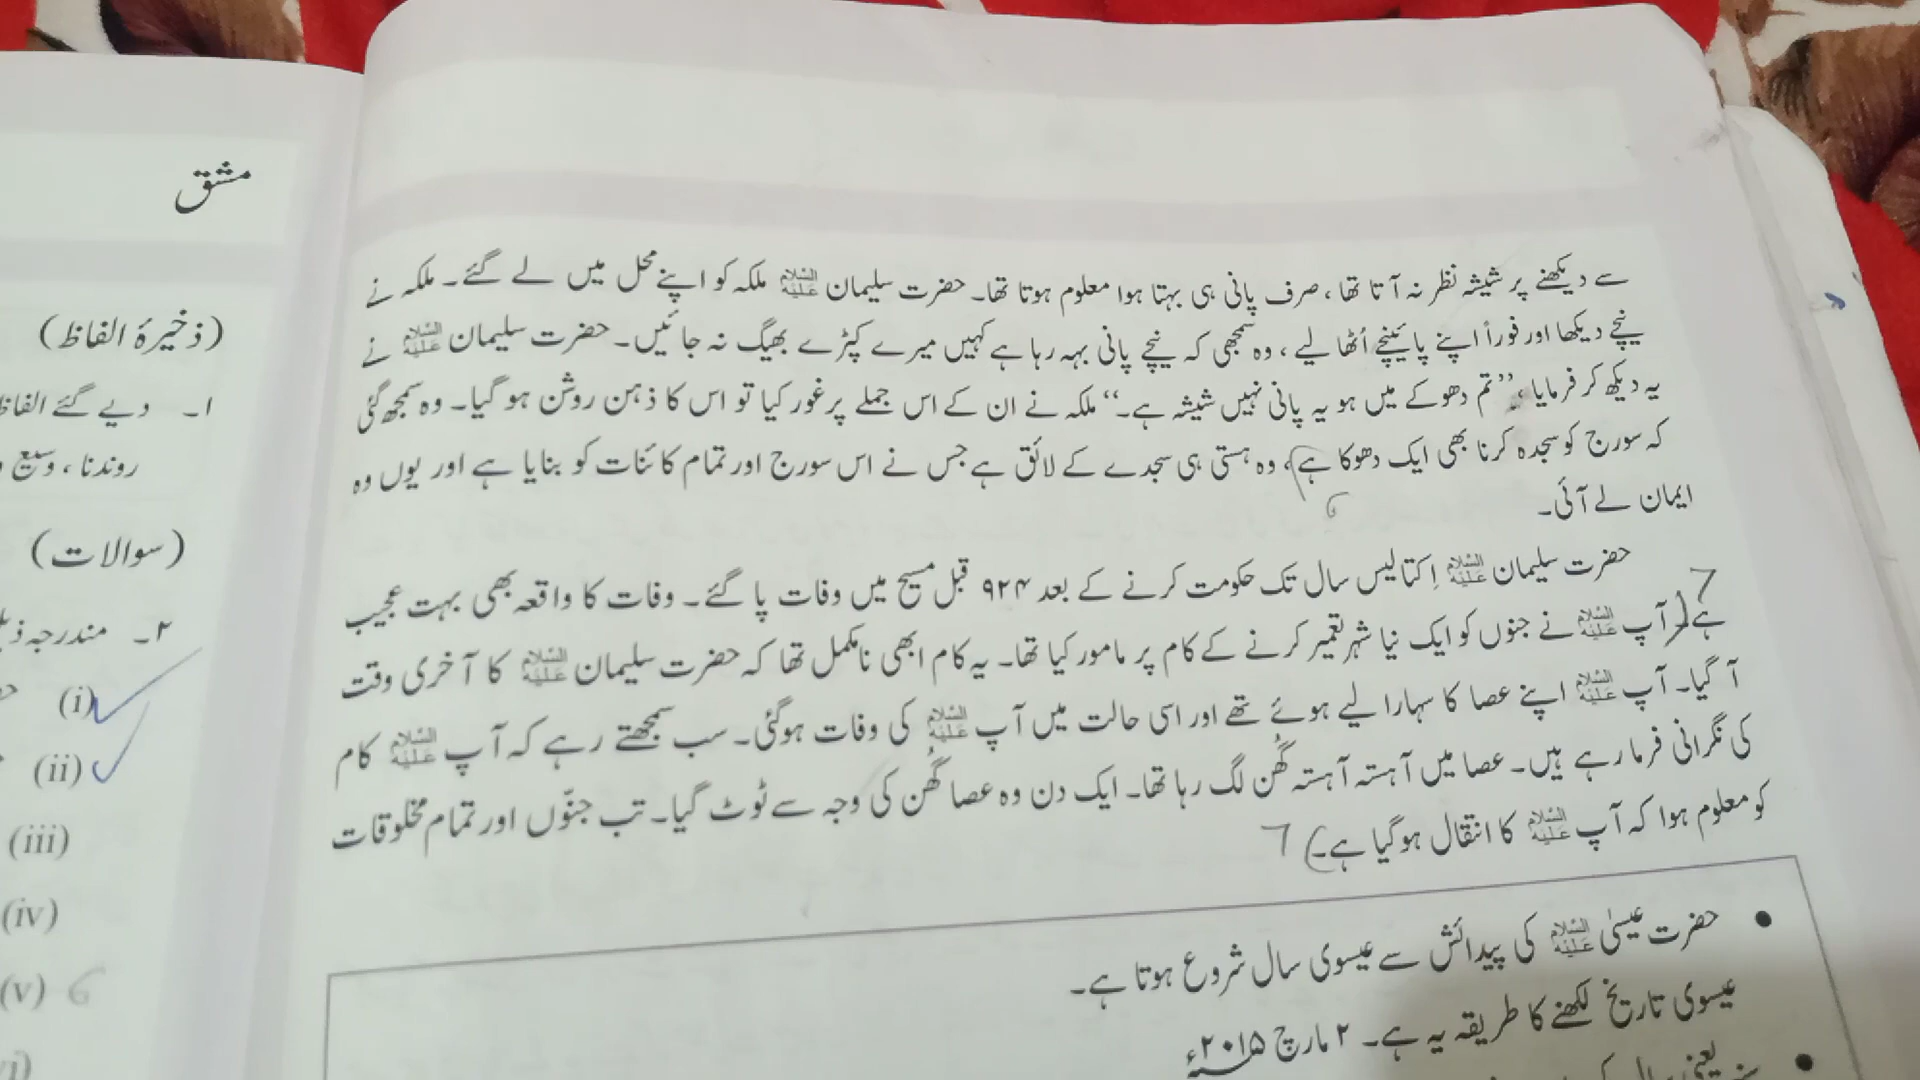 سے دیکھنے پر شیشہ نظر نہ آتا تھا، صرف پانی ہی بہتا ہوا معلوم ہوتا تھا۔ حضرت سلیمان علیہ السلام ملکہ کو اپنے محل میں لے گئے۔ ملکہ نے
نیچے دیکھا اور فوراً اپنے پائینچے اُٹھا لیے، وہ سمجھی کہ نیچے پانی بہہ رہا ہے کہیں میرے کپڑے بھیگ نہ جائیں۔ حضرت سلیمان علیہ السلام نے
یہ دیکھ کر فرمایا، ”تم دھوکے میں ہو یہ پانی نہیں شیشہ ہے۔“ ملکہ نے ان کے اس جملے پر غور کیا تو اس کا ذہن روشن ہو گیا۔ وہ سمجھ گئی
کہ سورج کو سجدہ کرنا بھی ایک دھوکا ہے)، وہ ہستی ہی سجدے کے لائق ہے جس نے اس سورج اور تمام کائنات کو بنایا ہے اور یوں وہ
ایمان لے آئی۔
6
حضرت سلیمان علیہ السلام اِکتالیس سال تک حکومت کرنے کے بعد ۹۲۴ قبل مسیح میں وفات پا گئے۔ وفات کا واقعہ بھی بہت عجیب
7
ہے (آپ علیہ السلام نے جنوں کو ایک نیا شہر تعمیر کرنے کے کام پر مامور کیا تھا۔ یہ کام ابھی نامکمل تھا کہ حضرت سلیمان علیہ السلام کا آخری وقت
آ گیا۔ آپ علیہ السلام اپنے عصا کا سہارا لیے ہوئے تھے اور اسی حالت میں آپ علیہ السلام کی وفات ہوگئی۔ سب سمجھتے رہے کہ آپ علیہ السلام کام
کی نگرانی فرما رہے ہیں۔ عصا میں آہستہ آہستہ گھُن لگ رہا تھا۔ ایک دن وہ عصا گھُن کی وجہ سے ٹوٹ گیا۔ تب جنّوں اور تمام مخلوقات
کو معلوم ہوا کہ آپ علیہ السلام کا انتقال ہوگیا ہے۔) 7
• حضرت عیسیٰ علیہ السلام کی پیدائش سے عیسوی سال شروع ہوتا ہے۔
عیسوی تاریخ لکھنے کا طریقہ یہ ہے۔ ۲ مارچ ۲۰۱۵ء
• یعنی
مشق
(ذخیرۂ الفاظ)
۱۔ دیے گئے الفاظ
روندنا، وسیع
(سوالات)
۲۔ مندرجہ
(i)
(ii)
(iii)
(iv)
(v) 6